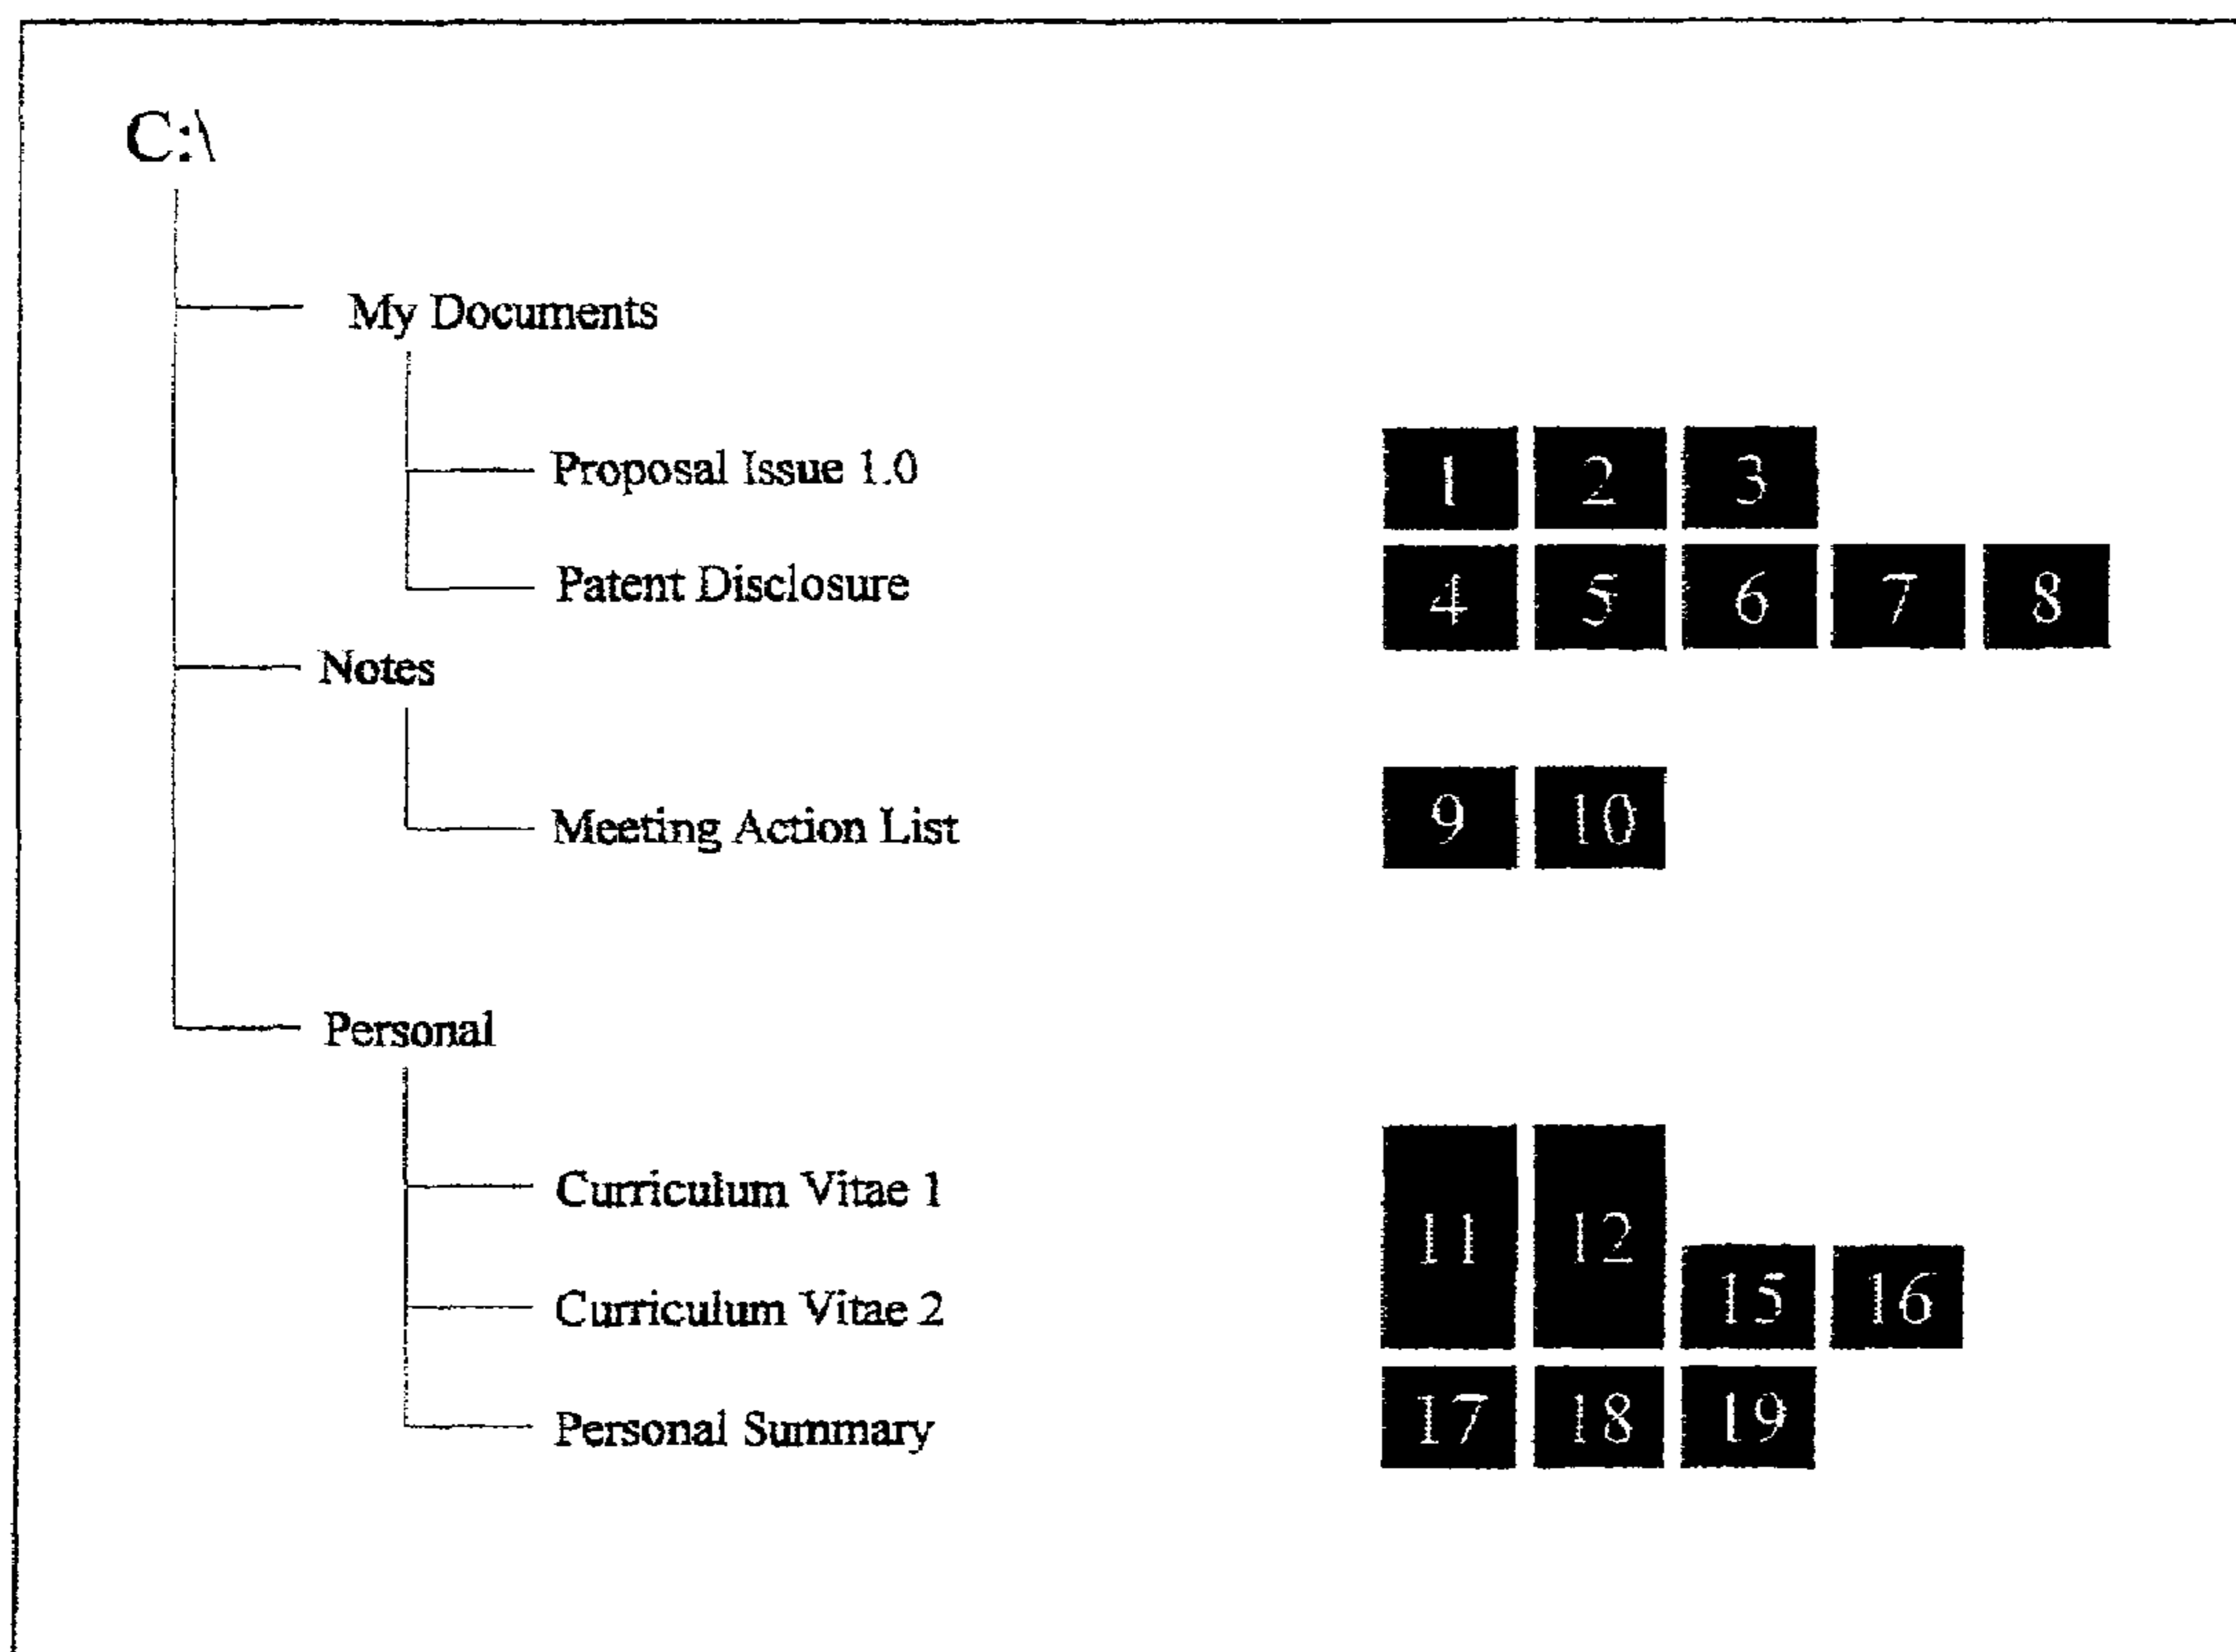 C:\
My Documents
Proposal Issue 1.0 1 2 3
Patent Disclosure 4 5 6 7 8
Notes
Meeting Action List 9 10
Personal
Curriculum Vitae 1 11 12
Curriculum Vitae 2 15 16
Personal Summary 17 18 19